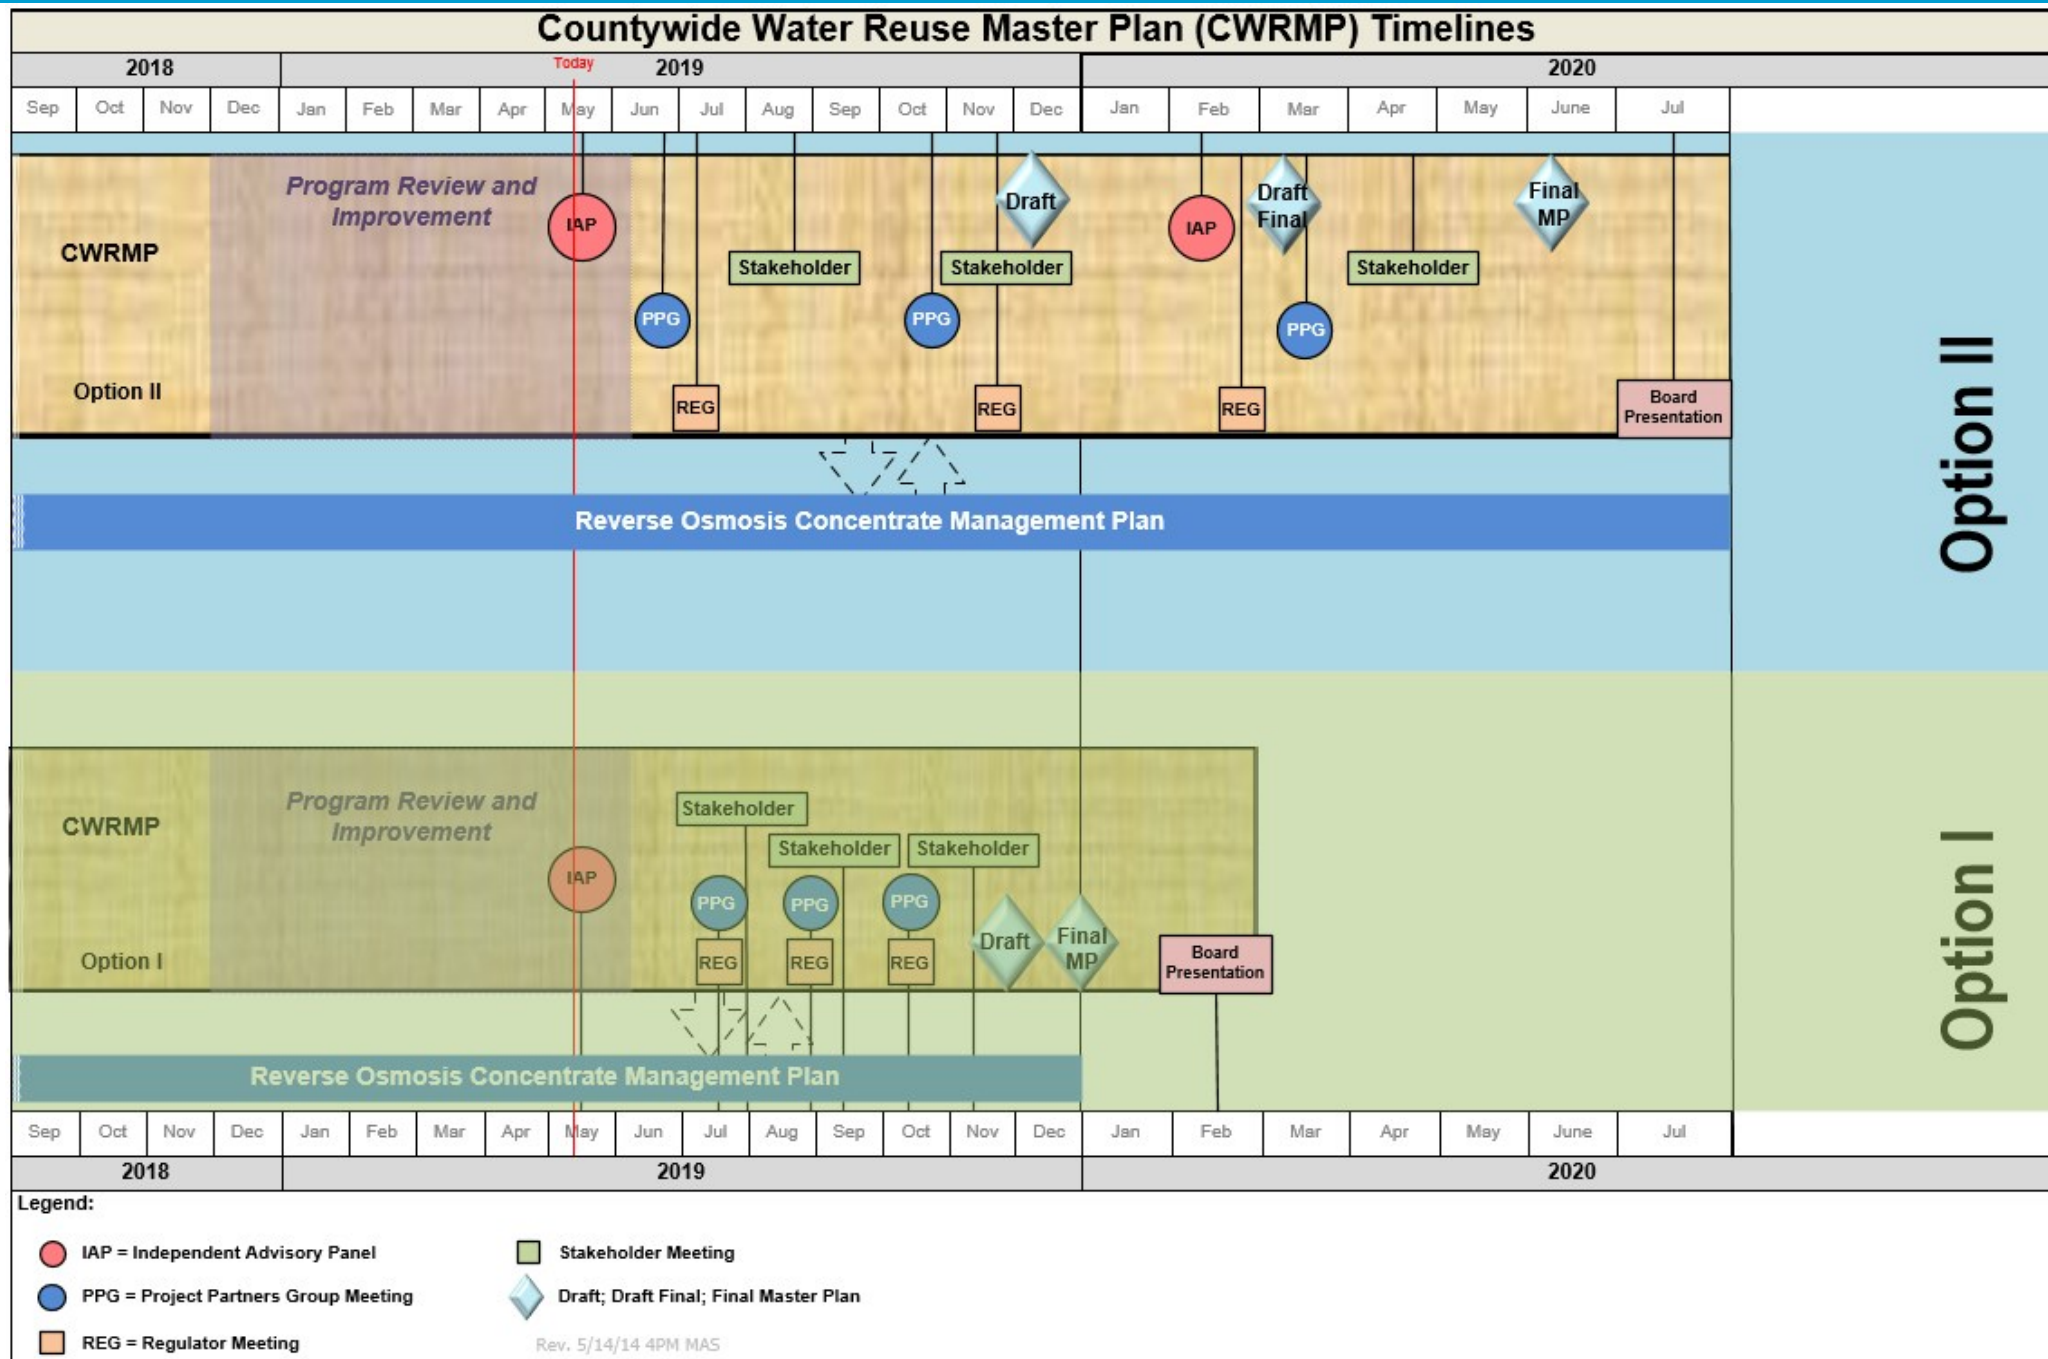 Countywide Water Reuse Master Plan (CWRMP) Timelines
2018 2019 2020
Today
Sep Oct Nov Dec Jan Feb Mar Apr May Jun Jul Aug Sep Oct Nov Dec Jan Feb Mar Apr May June Jul
Program Review and
Improvement
CWRMP
Option II
IAP
PPG
REG
Stakeholder
PPG
Stakeholder
REG
Draft
IAP
REG
Draft
Final
PPG
Stakeholder
Final
MP
Board
Presentation
Option II
Reverse Osmosis Concentrate Management Plan
Program Review and
Improvement
CWRMP
Option I
IAP
Stakeholder
Stakeholder
Stakeholder
PPG
PPG
PPG
REG
REG
REG
Draft
Final
MP
Board
Presentation
Option I
Reverse Osmosis Concentrate Management Plan
Sep Oct Nov Dec Jan Feb Mar Apr May Jun Jul Aug Sep Oct Nov Dec Jan Feb Mar Apr May June Jul
2018 2019 2020
Legend:
IAP = Independent Advisory Panel
PPG = Project Partners Group Meeting
REG = Regulator Meeting
Stakeholder Meeting
Draft; Draft Final; Final Master Plan
Rev. 5/14/14 4PM MAS